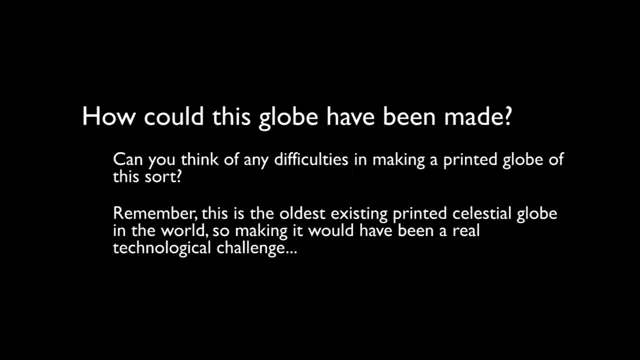 How could this globe have been made?
Can you think of any difficulties in making a printed globe of
this sort?
Remember, this is the oldest existing printed celestial globe
in the world, so making it would have been a real
technological challenge...